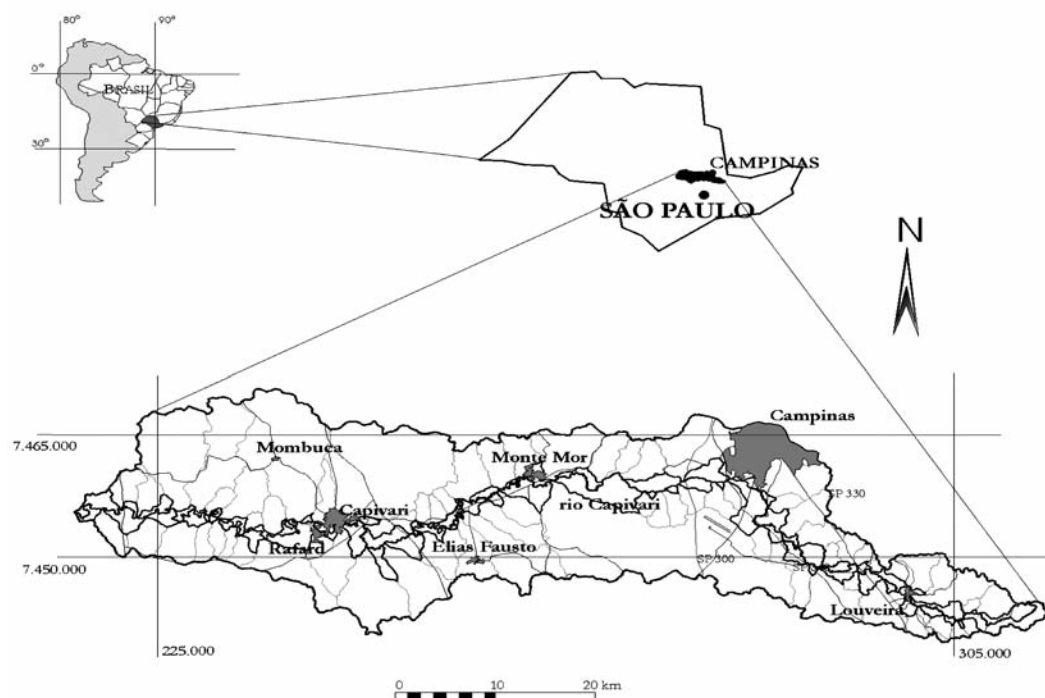 80° 90°
0°
BRASIL
30°
CAMPINAS
SÃO PAULO
N
Campinas
7.465.000
Mombuca
Monte Mor
SP 330
Capivari
rio Capivari
Rafard
Elias Fausto
SP 300
7.450.000
SP
Louveira
225.000
305.000
0 10 20 km